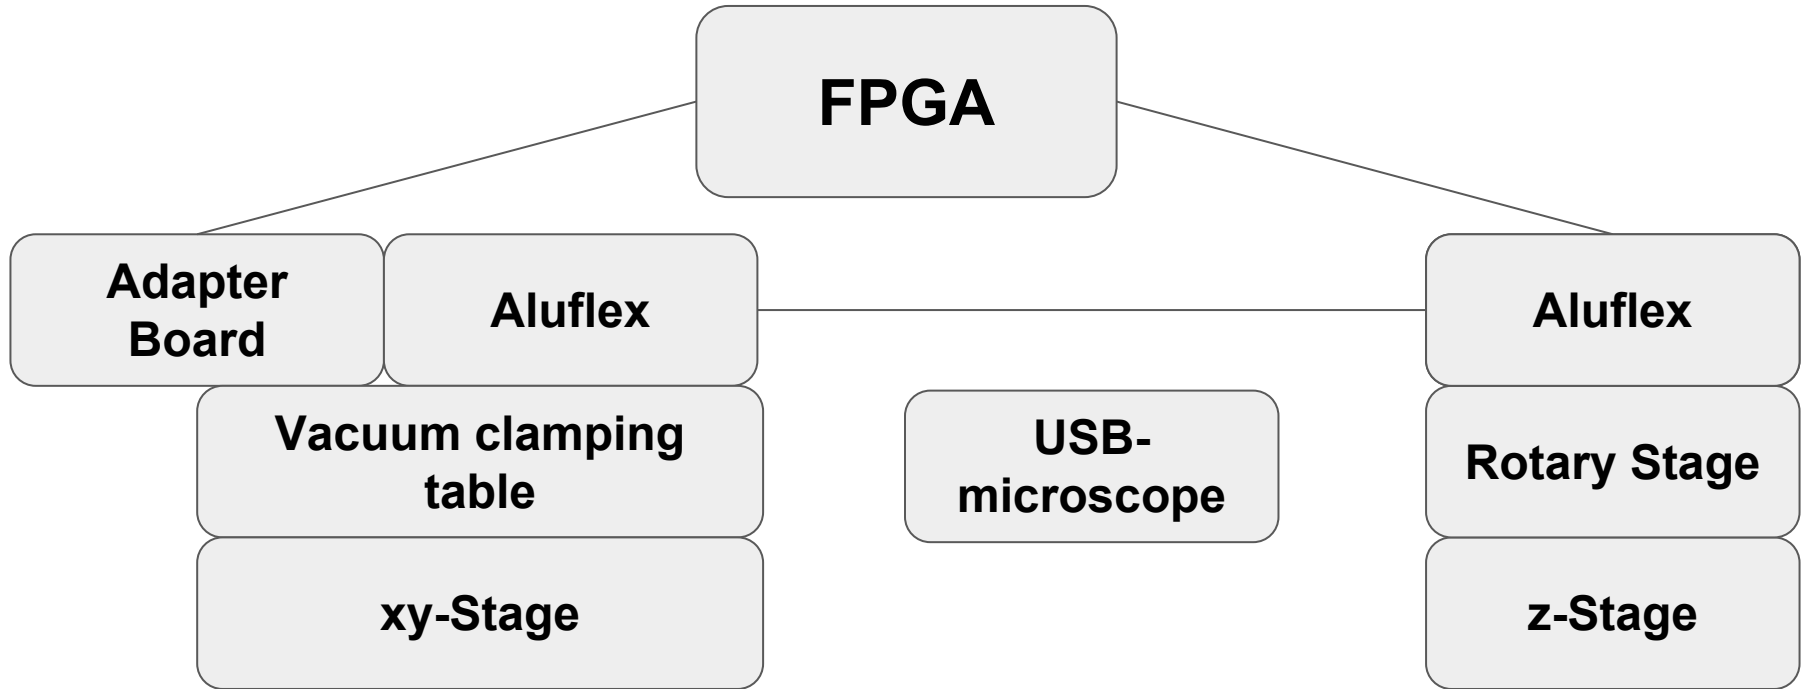 FPGA
Adapter
Board
Aluflex
Aluflex
Vacuum clamping
table
USB-
microscope
Rotary Stage
xy-Stage
z-Stage